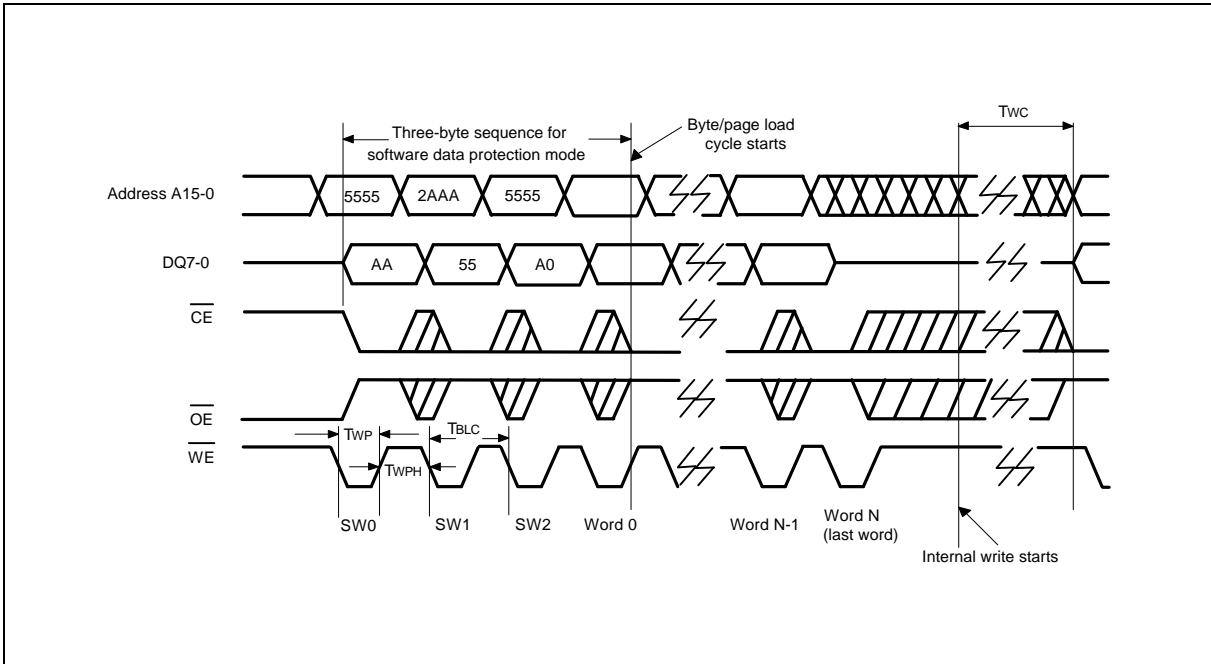 TWC
Three-byte sequence for
software data protection mode
Byte/page load
cycle starts
Address A15-0
5555
2AAA
5555
DQ7-0
AA
55
A0
CE
OE
TWP
TBLC
WE
TWPH
SW0
SW1
SW2
Word 0
Word N-1
Word N
(last word)
Internal write starts